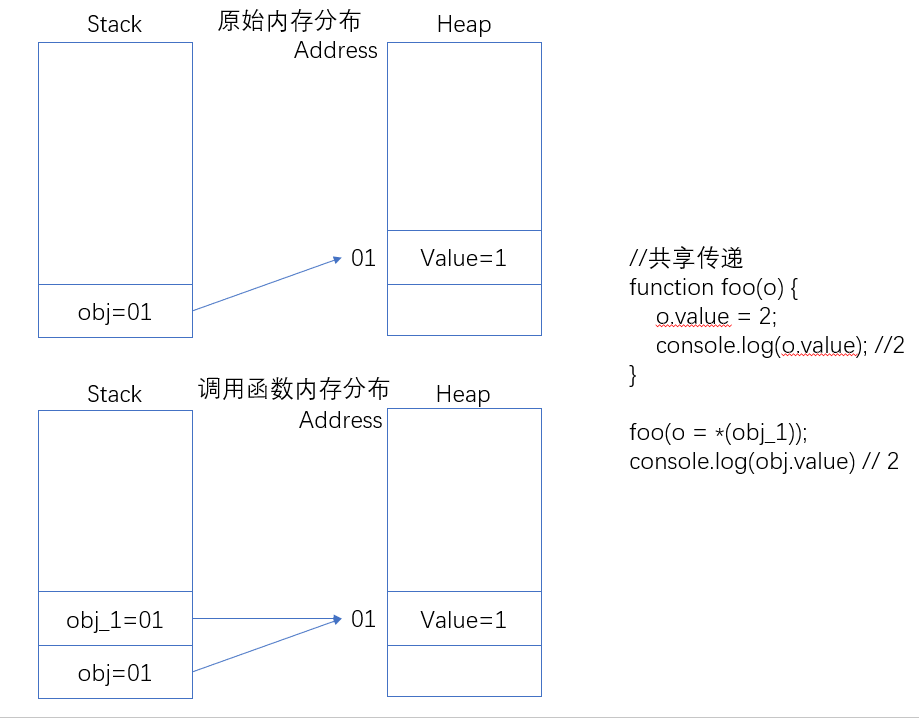 Stack
原始内存分布
Address
Heap
01
Value=1
obj=01
Stack
调用函数内存分布
Address
Heap
obj_1=01
01
Value=1
obj=01
//共享传递
function foo(o) {
o.value = 2;
console.log(o.value); //2
}
foo(o = *(obj_1));
console.log(obj.value) // 2